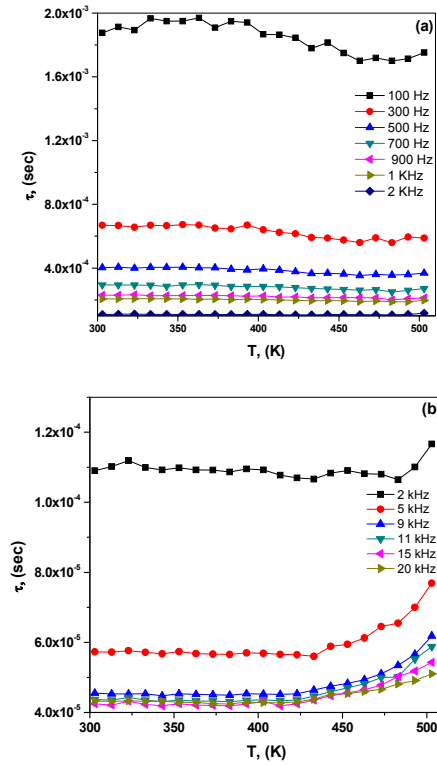 (a)
2.0x10⁻³
1.6x10⁻³
1.2x10⁻³
8.0x10⁻⁴
4.0x10⁻⁴
τ, (sec)
100 Hz
300 Hz
500 Hz
700 Hz
900 Hz
1 KHz
2 KHz
300 350 400 450 500
T, (K)
(b)
1.2x10⁻⁴
1.0x10⁻⁴
8.0x10⁻⁵
6.0x10⁻⁵
4.0x10⁻⁵
τ, (sec)
2 kHz
5 kHz
9 kHz
11 kHz
15 kHz
20 kHz
300 350 400 450 500
T, (K)